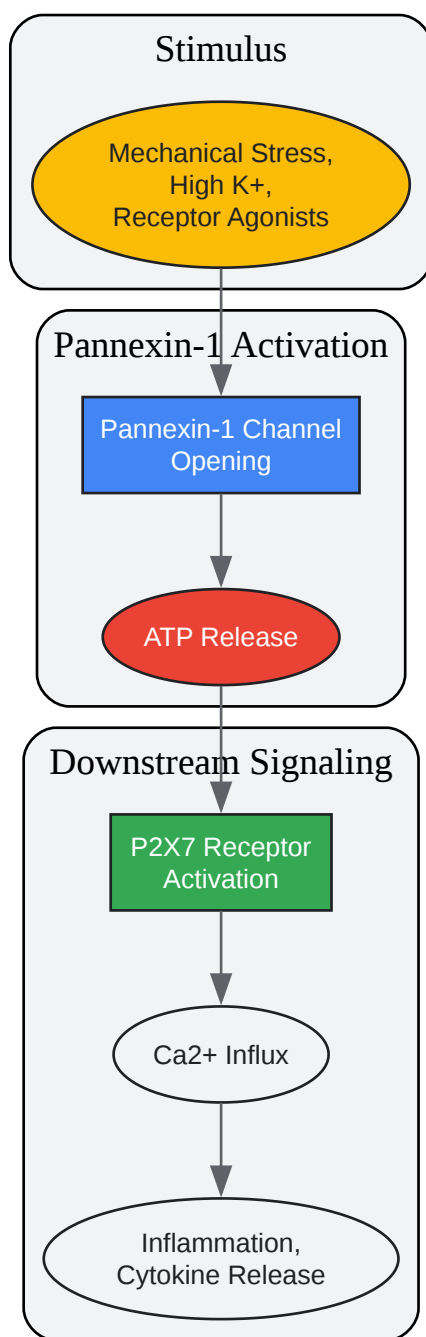 Stimulus
Mechanical Stress,
High K+,
Receptor Agonists
Pannexin-1 Activation
Pannexin-1 Channel
Opening
ATP Release
Downstream Signaling
P2X7 Receptor
Activation
Ca2+ Influx
Inflammation,
Cytokine Release